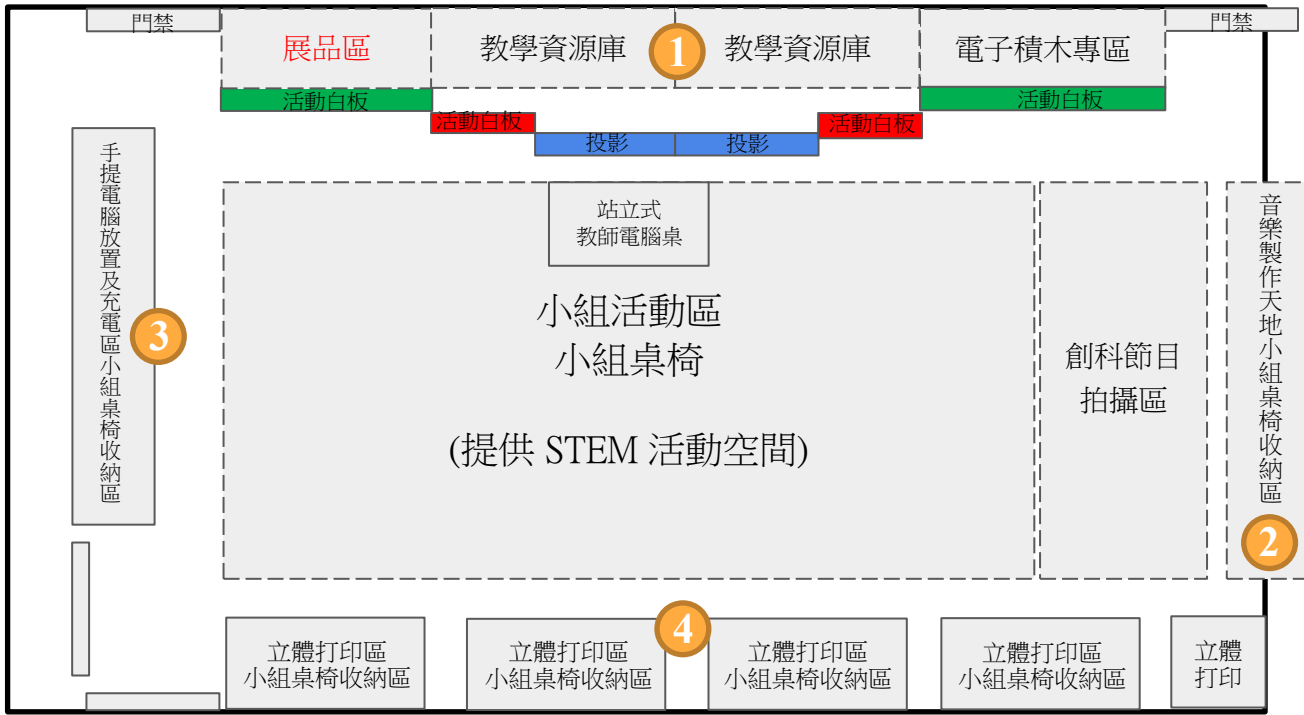 門禁
展品區
教學資源庫
1
教學資源庫
電子積木專區
門禁
活動白板
活動白板
活動白板
活動白板
投影
投影
手提電腦放置及充電區小組桌椅收納區
3
站立式
教師電腦桌
小組活動區
小組桌椅
(提供 STEM 活動空間)
創科節目
拍攝區
音樂製作天地小組桌椅收納區
2
4
立體打印區
小組桌椅收納區
立體打印區
小組桌椅收納區
立體打印區
小組桌椅收納區
立體打印區
小組桌椅收納區
立體
打印